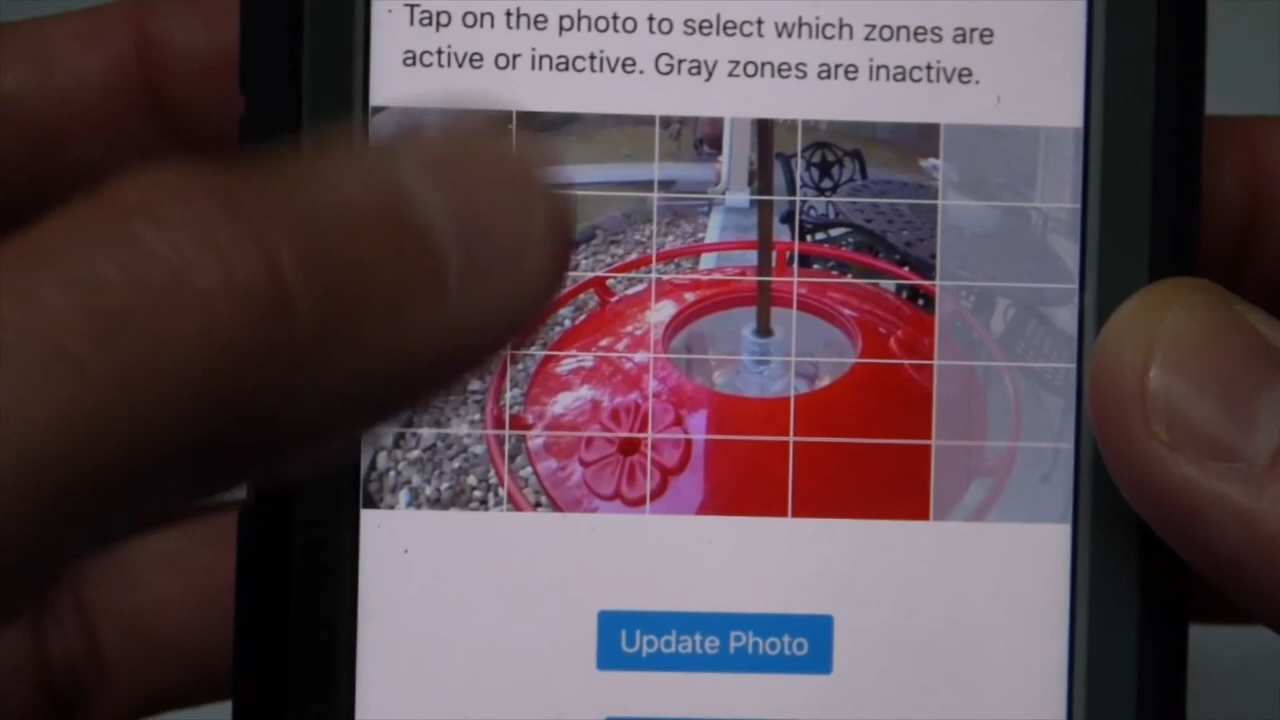 Tap on the photo to select which zones are
active or inactive. Gray zones are inactive.
Update Photo